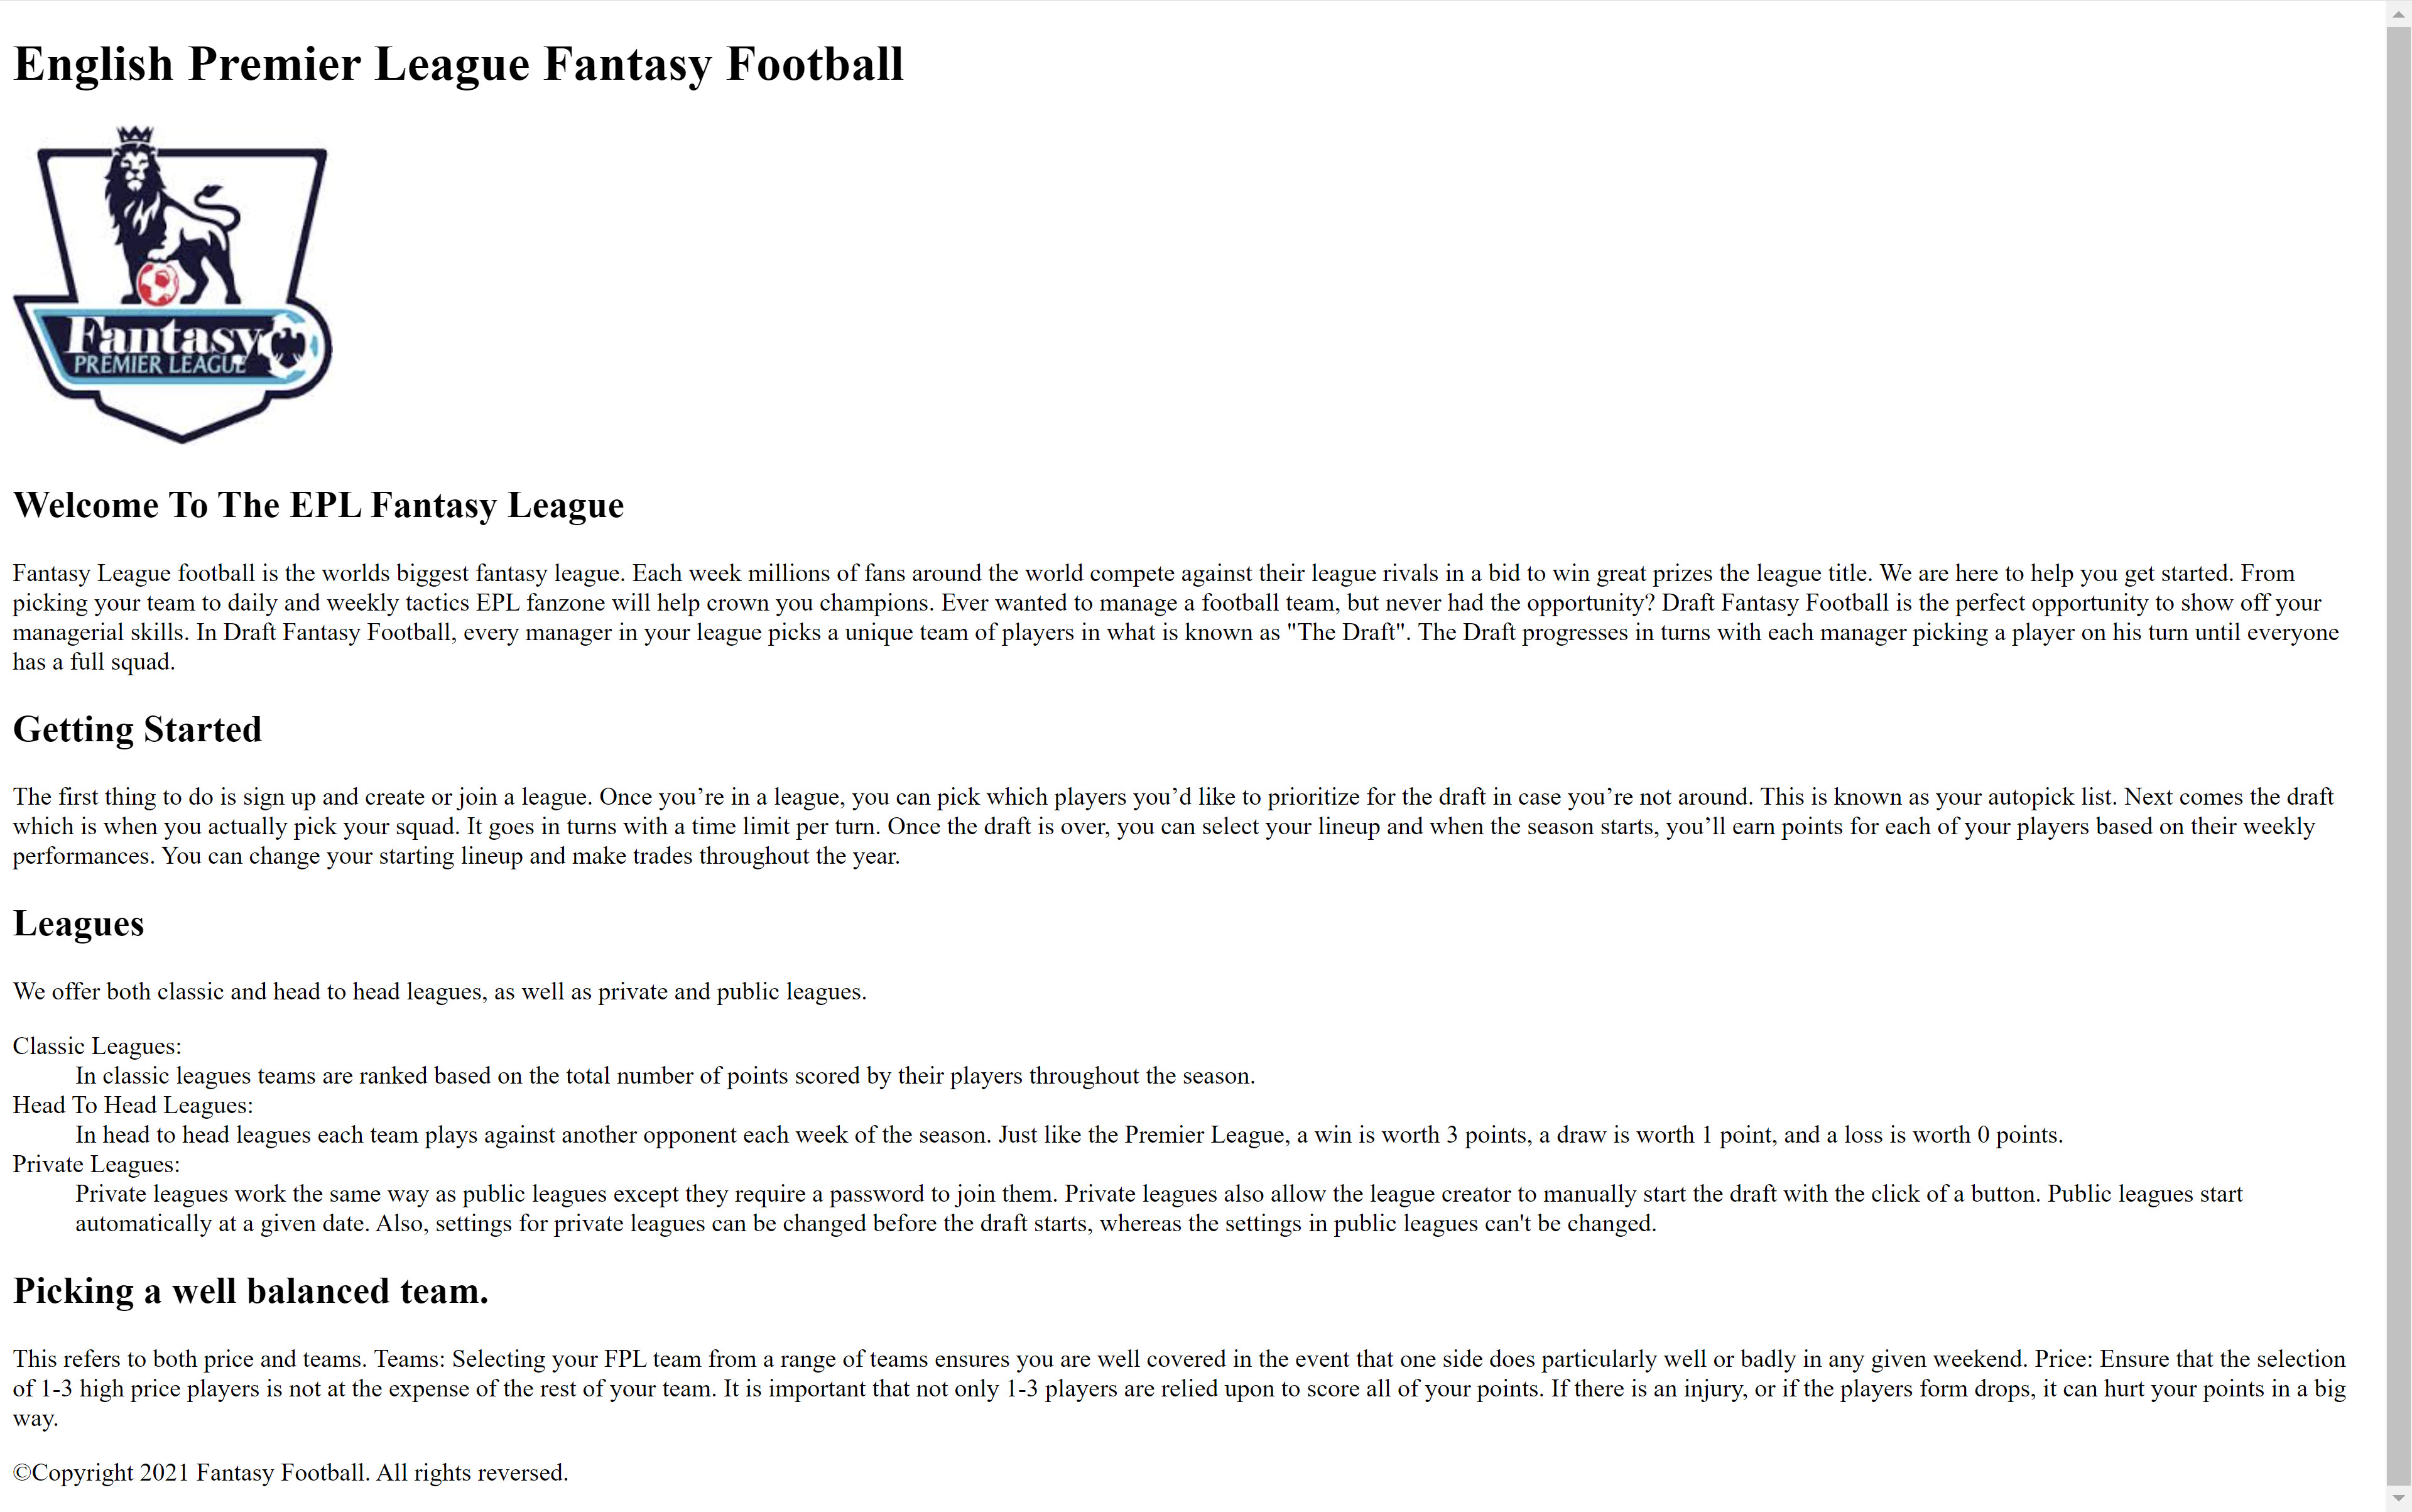 English Premier League Fantasy Football
Fantasy
PREMIER LEAGUE
Welcome To The EPL Fantasy League
Fantasy League football is the worlds biggest fantasy league. Each week millions of fans around the world compete against their league rivals in a bid to win great prizes the league title. We are here to help you get started. From
picking your team to daily and weekly tactics EPL fanzone will help crown you champions. Ever wanted to manage a football team, but never had the opportunity? Draft Fantasy Football is the perfect opportunity to show off your
managerial skills. In Draft Fantasy Football, every manager in your league picks a unique team of players in what is known as "The Draft". The Draft progresses in turns with each manager picking a player on his turn until everyone
has a full squad.
Getting Started
The first thing to do is sign up and create or join a league. Once you’re in a league, you can pick which players you’d like to prioritize for the draft in case you’re not around. This is known as your autopick list. Next comes the draft
which is when you actually pick your squad. It goes in turns with a time limit per turn. Once the draft is over, you can select your lineup and when the season starts, you’ll earn points for each of your players based on their weekly
performances. You can change your starting lineup and make trades throughout the year.
Leagues
We offer both classic and head to head leagues, as well as private and public leagues.
Classic Leagues:
In classic leagues teams are ranked based on the total number of points scored by their players throughout the season.
Head To Head Leagues:
In head to head leagues each team plays against another opponent each week of the season. Just like the Premier League, a win is worth 3 points, a draw is worth 1 point, and a loss is worth 0 points.
Private Leagues:
Private leagues work the same way as public leagues except they require a password to join them. Private leagues also allow the league creator to manually start the draft with the click of a button. Public leagues start
automatically at a given date. Also, settings for private leagues can be changed before the draft starts, whereas the settings in public leagues can't be changed.
Picking a well balanced team.
This refers to both price and teams. Teams: Selecting your FPL team from a range of teams ensures you are well covered in the event that one side does particularly well or badly in any given weekend. Price: Ensure that the selection
of 1-3 high price players is not at the expense of the rest of your team. It is important that not only 1-3 players are relied upon to score all of your points. If there is an injury, or if the players form drops, it can hurt your points in a big
way.
©Copyright 2021 Fantasy Football. All rights reversed.